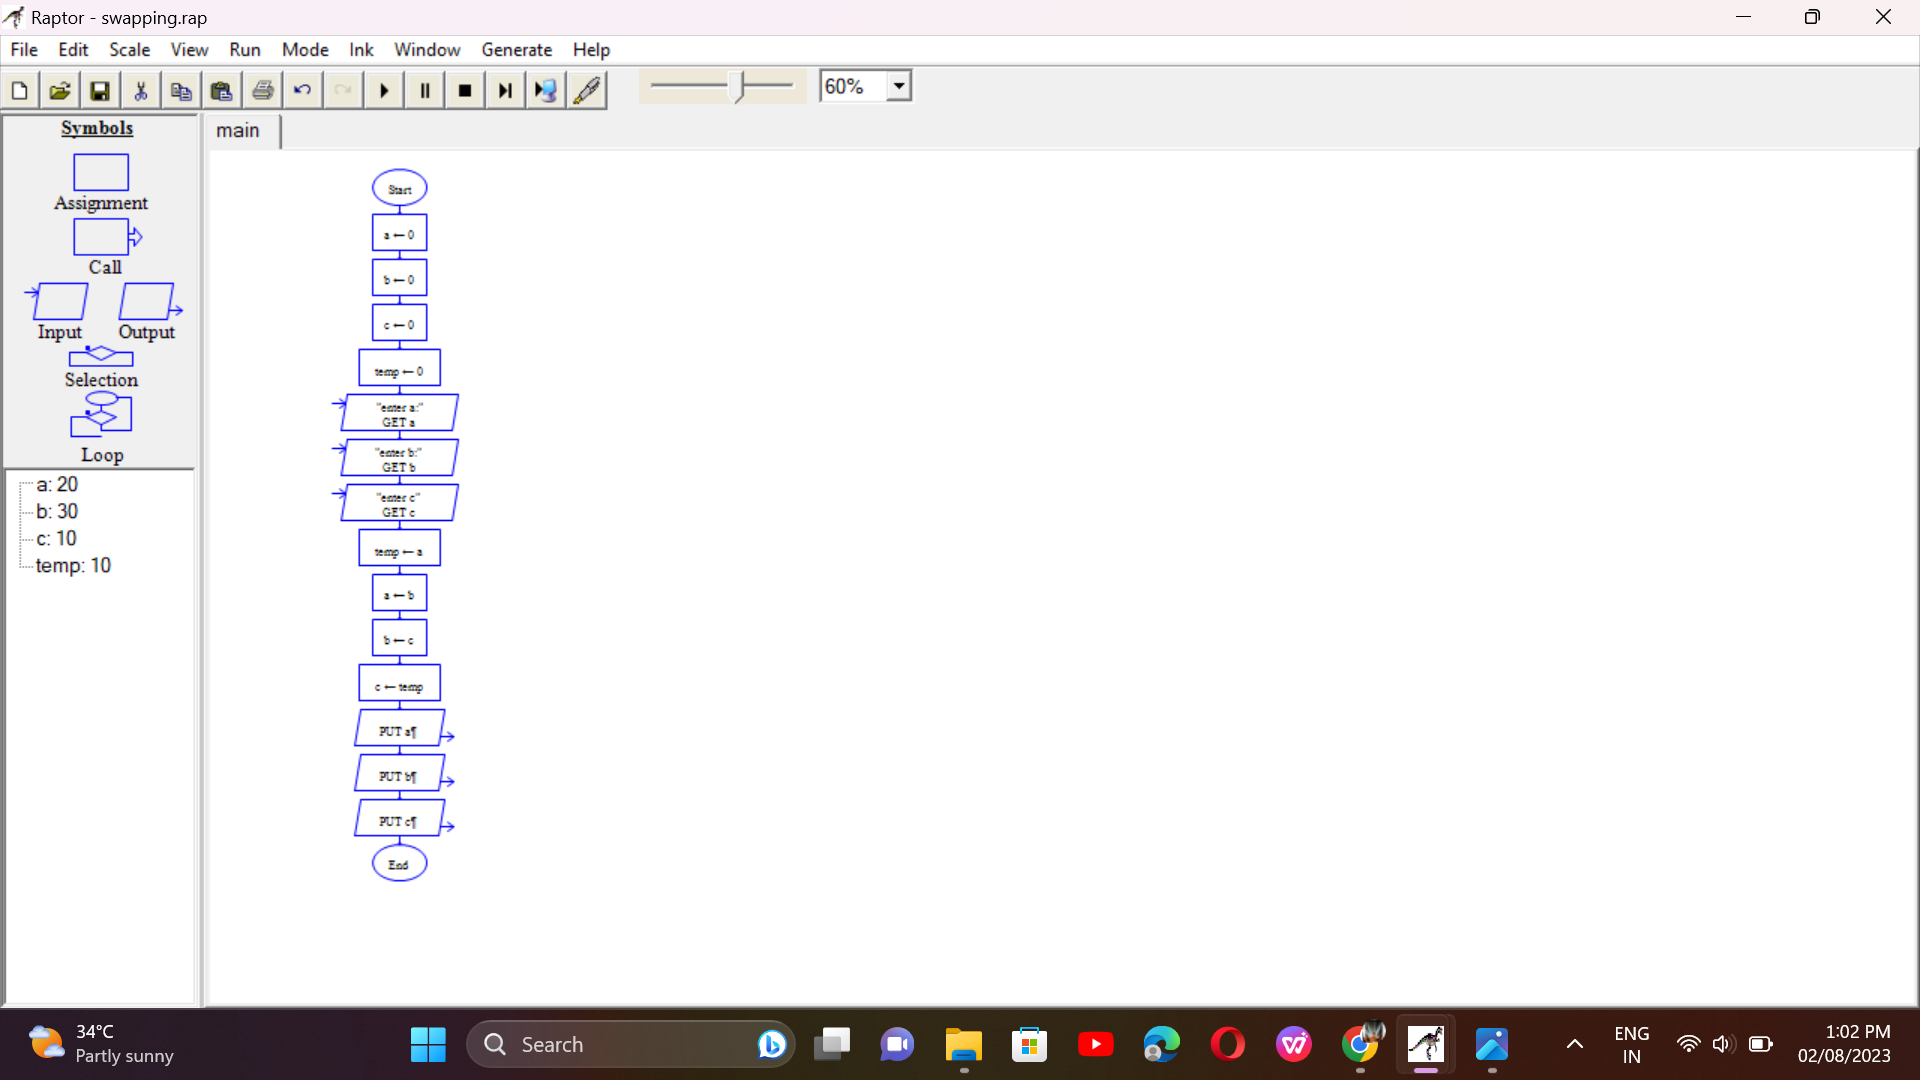 Raptor - swapping.rap
File Edit Scale View Run Mode Ink Window Generate Help
60%
Symbols
Assignment
Call
Input Output
Selection
Loop
a: 20
b: 30
c: 10
temp: 10
main
Start
a ← 0
b ← 0
c ← 0
temp ← 0
"enter a:"
GET a
"enter b:"
GET b
"enter c"
GET c
temp ← a
a ← b
b ← c
c ← temp
PUT a¶
PUT b¶
PUT c¶
End
34°C
Partly sunny
Search
ENG
IN
1:02 PM
02/08/2023